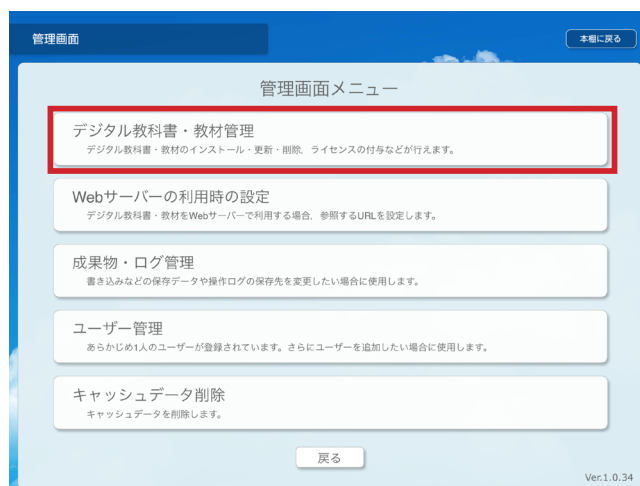 管理画面
本棚に戻る
管理画面メニュー
デジタル教科書・教材管理
デジタル教科書・教材のインストール・更新・削除、ライセンスの付与などが行えます。
Webサーバーの利用時の設定
デジタル教科書・教材をWebサーバーで利用する場合、参照するURLを設定します。
成果物・ログ管理
書き込みなどの保存データや操作ログの保存先を変更したい場合に使用します。
ユーザー管理
あらかじめ1人のユーザーが登録されています。さらにユーザーを追加したい場合に使用します。
キャッシュデータ削除
キャッシュデータを削除します。
戻る
Ver.1.0.34